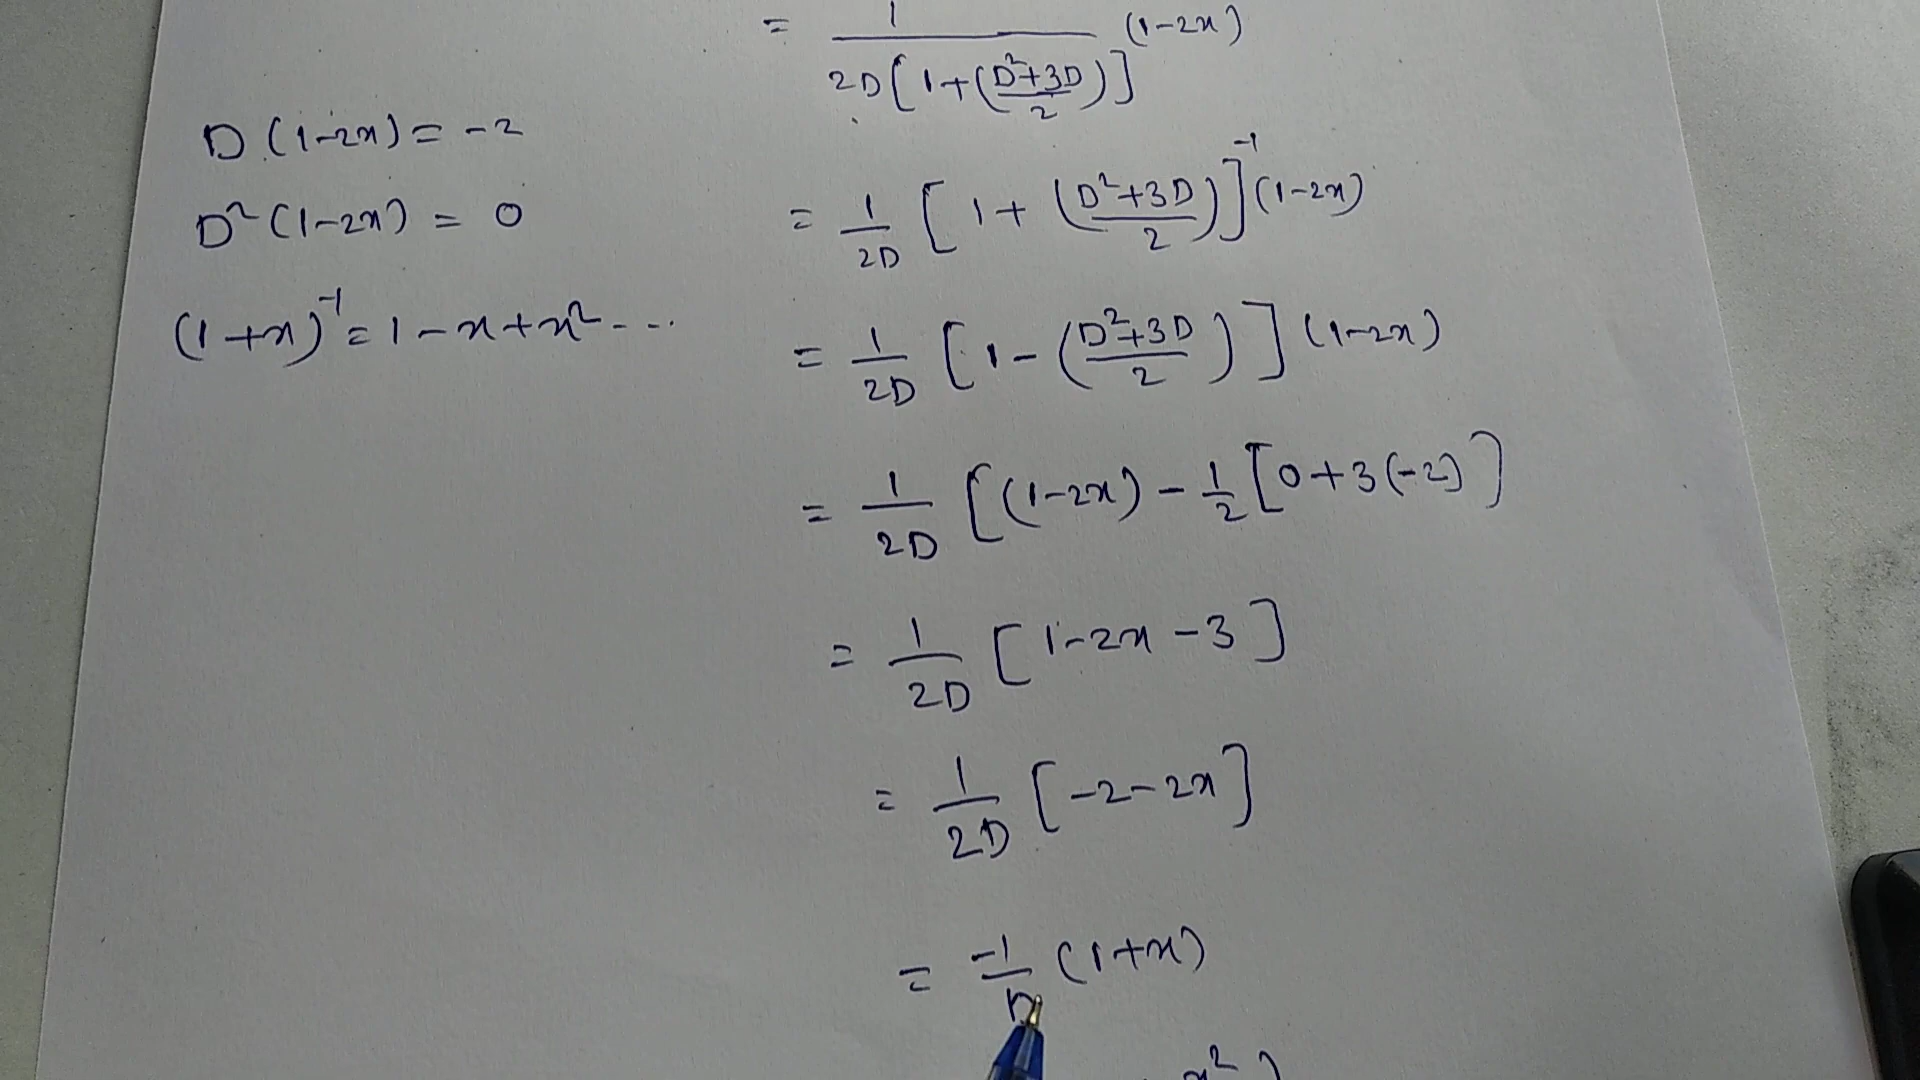 D (1-2x) = -2
D² (1-2x) = 0
(1+x)⁻¹ = 1 - x + x² - - -
= 1 / 2D [ 1 + ( (D²+3D) / 2 ) ] (1-2x)
= 1/2D [ 1 + ( (D²+3D) / 2 ) ]⁻¹ (1-2x)
= 1/2D [ 1 - ( (D²+3D) / 2 ) ] (1-2x)
= 1/2D [ (1-2x) - 1/2 [ 0 + 3(-2) ]
= 1/2D [ 1-2x - 3 ]
= 1/2D [ -2 - 2x ]
= -1/D (1+x)
x² )